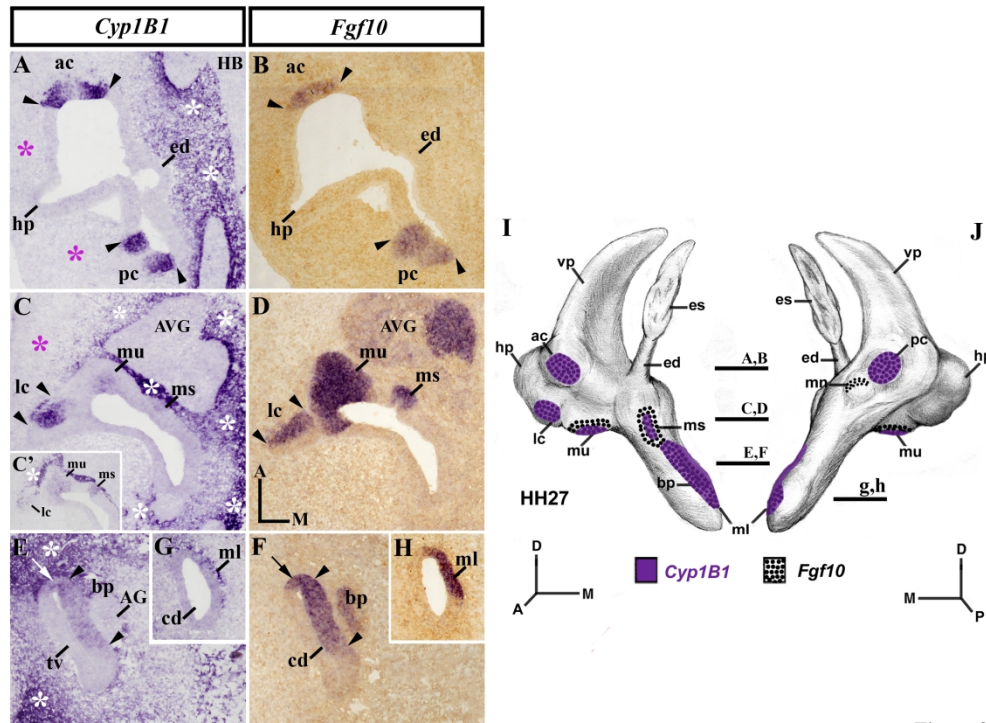 Cyp1B1
Fgf10
A
ac
HB
ed
hp
pc
B
ac
ed
hp
pc
C
AVG
mu
lc
ms
C'
mu
ms
lc
D
AVG
mu
ms
lc
A
M
E
bp
AG
tv
G
ml
cd
F
bp
cd
H
ml
I
vp
es
ac
hp
ed
lc
mu
ms
bp
ml
HH27
A,B
C,D
E,F
g,h
J
vp
es
pc
hp
ed
mn
mu
D
A
M
Cyp1B1
Fgf10
D
M
P